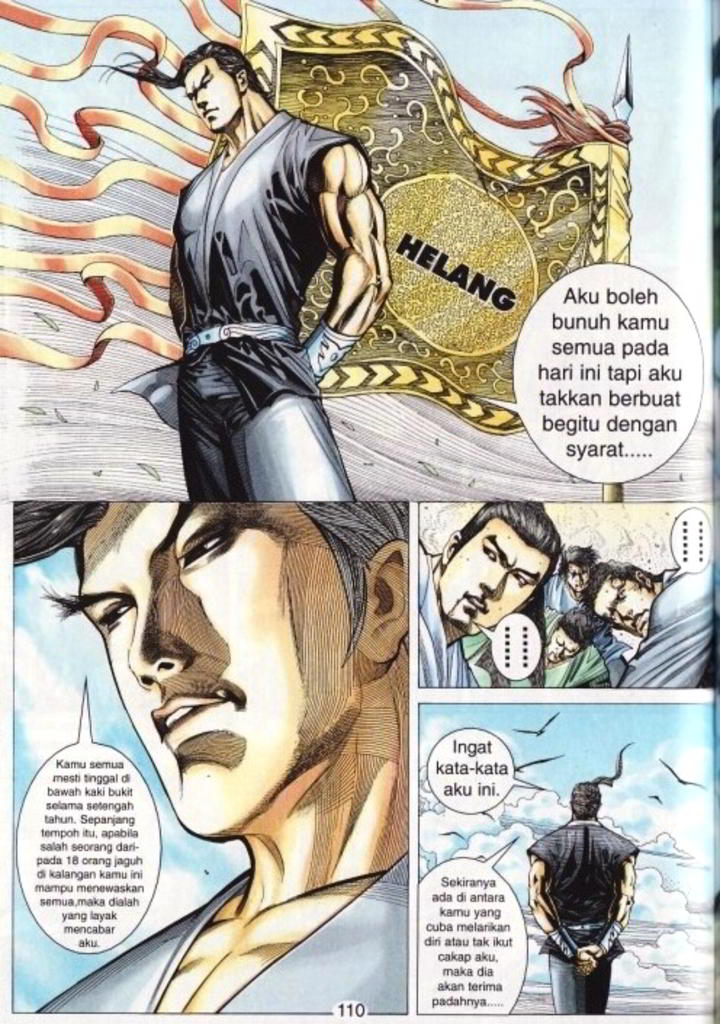 HELANG
Aku boleh
bunuh kamu
semua pada
hari ini tapi aku
takkan berbuat
begitu dengan
syarat.....
Kamu semua
mesti tinggal di
bawah kaki bukit
selama setengah
tahun. Sepanjang
tempoh itu, apabila
salah seorang dari-
pada 18 orang jaguh
di kalangan kamu ini
mampu menewaskan
semua,maka dialah
yang layak
mencabar
aku.
Ingat
kata-kata
aku ini.
Sekiranya
ada di antara
kamu yang
cuba melarikan
diri atau tak ikut
cakap aku,
maka dia
akan terima
padahnya...
110